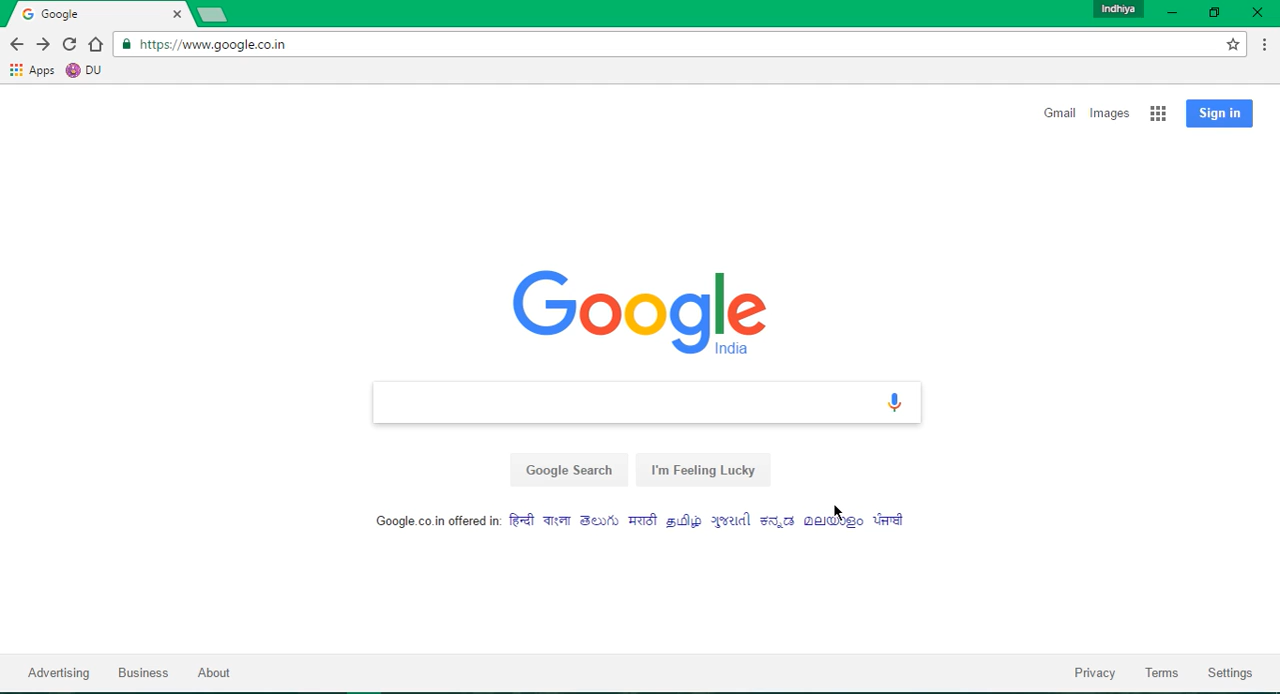 Google
Indhiya
https://www.google.co.in
Apps DU
Gmail Images Sign in
Google
India
Google Search I'm Feeling Lucky
Google.co.in offered in: हिन्दी বাংলা తెలుగు मराठी தமிழ் ગુજરાતી ಕನ್ನಡ മലയാളം ਪੰਜਾਬੀ
Advertising Business About Privacy Terms Settings